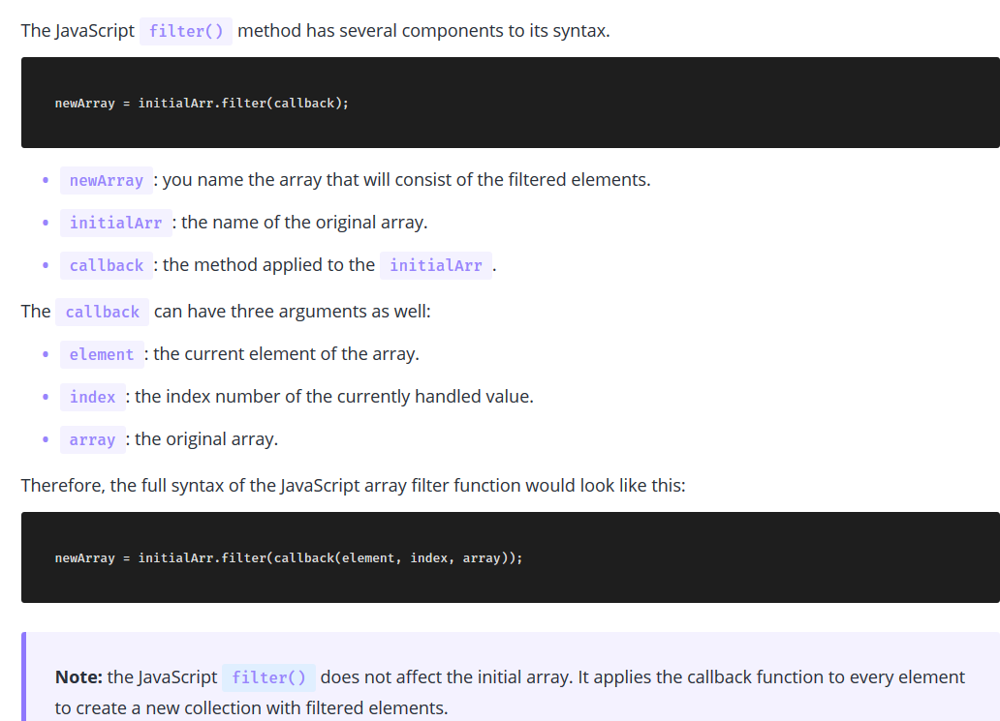 The JavaScript filter() method has several components to its syntax.
newArray = initialArr.filter(callback);
newArray : you name the array that will consist of the filtered elements.
initialArr : the name of the original array.
callback : the method applied to the initialArr .
The callback can have three arguments as well:
element : the current element of the array.
index : the index number of the currently handled value.
array : the original array.
Therefore, the full syntax of the JavaScript array filter function would look like this:
newArray = initialArr.filter(callback(element, index, array));
Note: the JavaScript filter() does not affect the initial array. It applies the callback function to every element
to create a new collection with filtered elements.